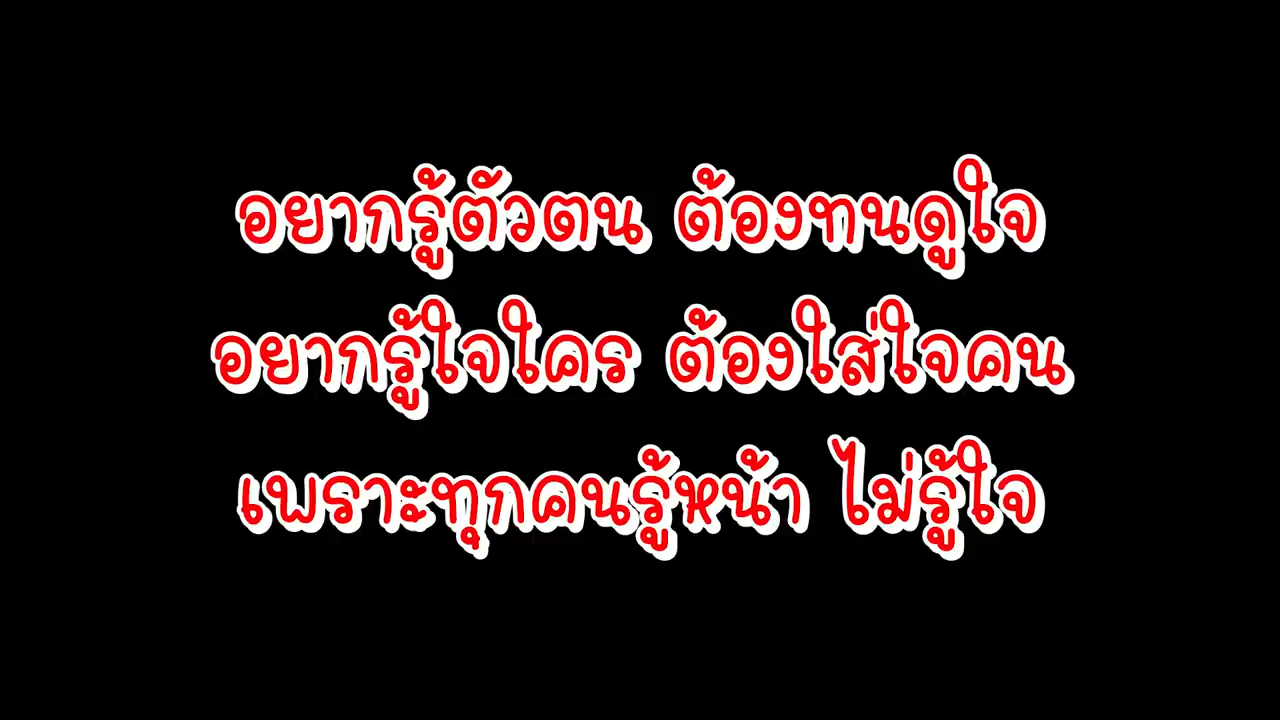 อยากรู้ตัวตน ต้องทนดูใจ
อยากรู้ใจใคร ต้องใส่ใจคน
เพราะทุกคนรู้หน้า ไม่รู้ใจ